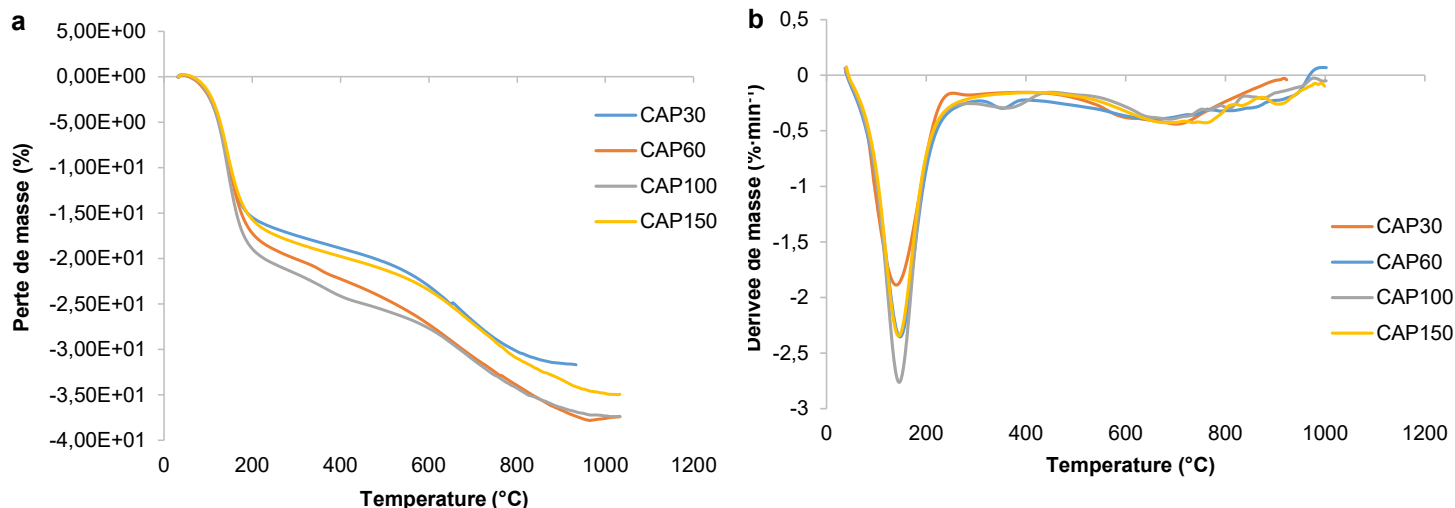 a
5,00E+00
0,00E+00
-5,00E+00
-1,00E+01
-1,50E+01
-2,00E+01
-2,50E+01
-3,00E+01
-3,50E+01
-4,00E+01
Perte de masse (%)
0 200 400 600 800 1000 1200
Temperature (°C)
CAP30
CAP60
CAP100
CAP150
b
0,5
0
-0,5
-1
-1,5
-2
-2,5
-3
Derivee de masse (%·min⁻¹)
0 200 400 600 800 1000 1200
Temperature (°C)
CAP30
CAP60
CAP100
CAP150